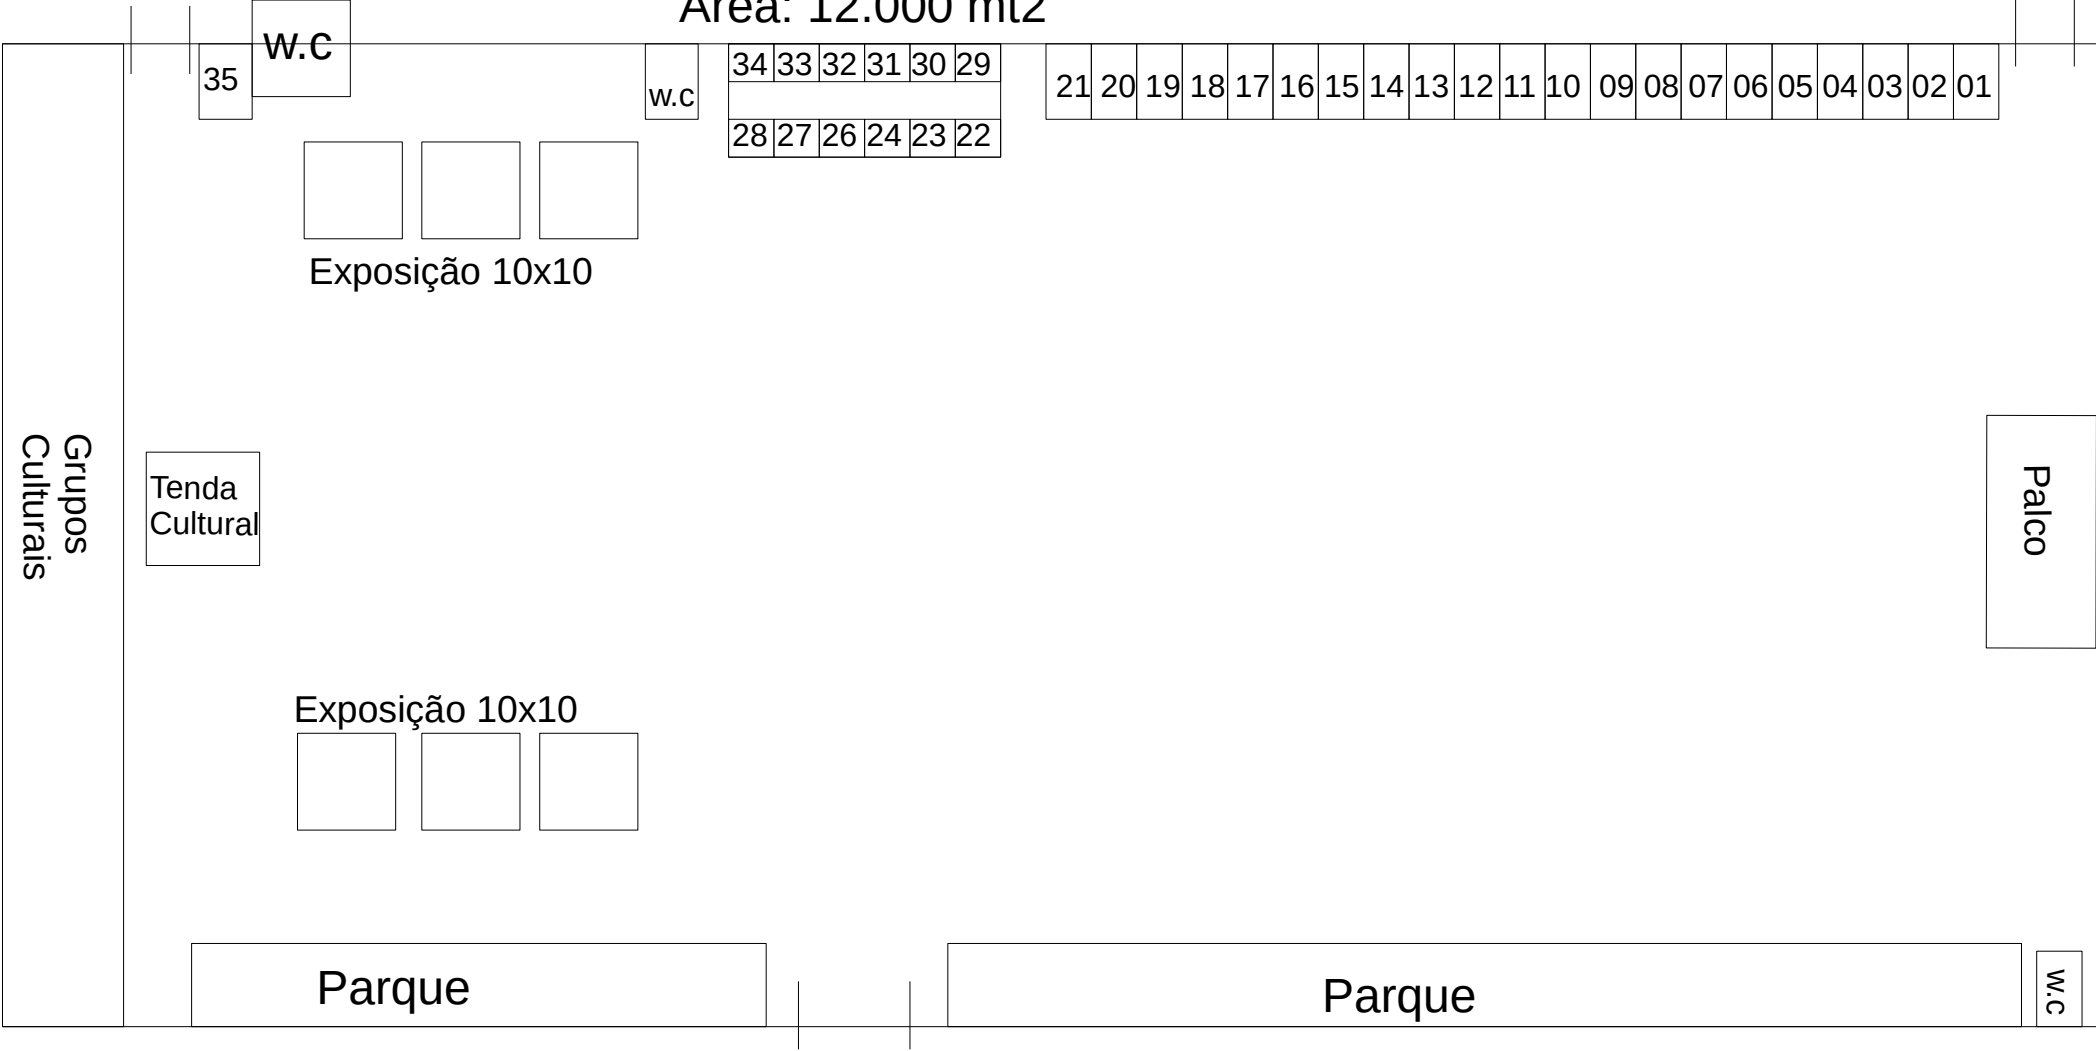 Área: 12.000 mt2
w.c
35
w.c
34 33 32 31 30 29
21 20 19 18 17 16 15 14 13 12 11 10 09 08 07 06 05 04 03 02 01
28 27 26 24 23 22
Exposição 10x10
Grupos
Culturais
Tenda
Cultural
Palco
Exposição 10x10
Parque
Parque
w.c